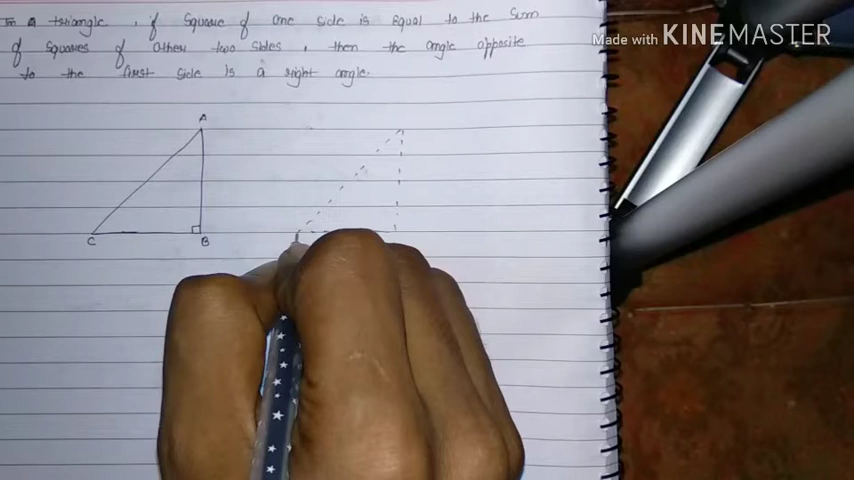 In a triangle, if square of one side is equal to the sum
of squares of other two sides, then the angle opposite
to the first side is a right angle.
Made with KINEMASTER
A
C
B